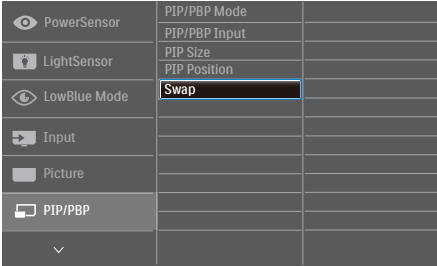 PowerSensor
LightSensor
LowBlue Mode
Input
Picture
PIP/PBP
PIP/PBP Mode
PIP/PBP Input
PIP Size
PIP Position
Swap